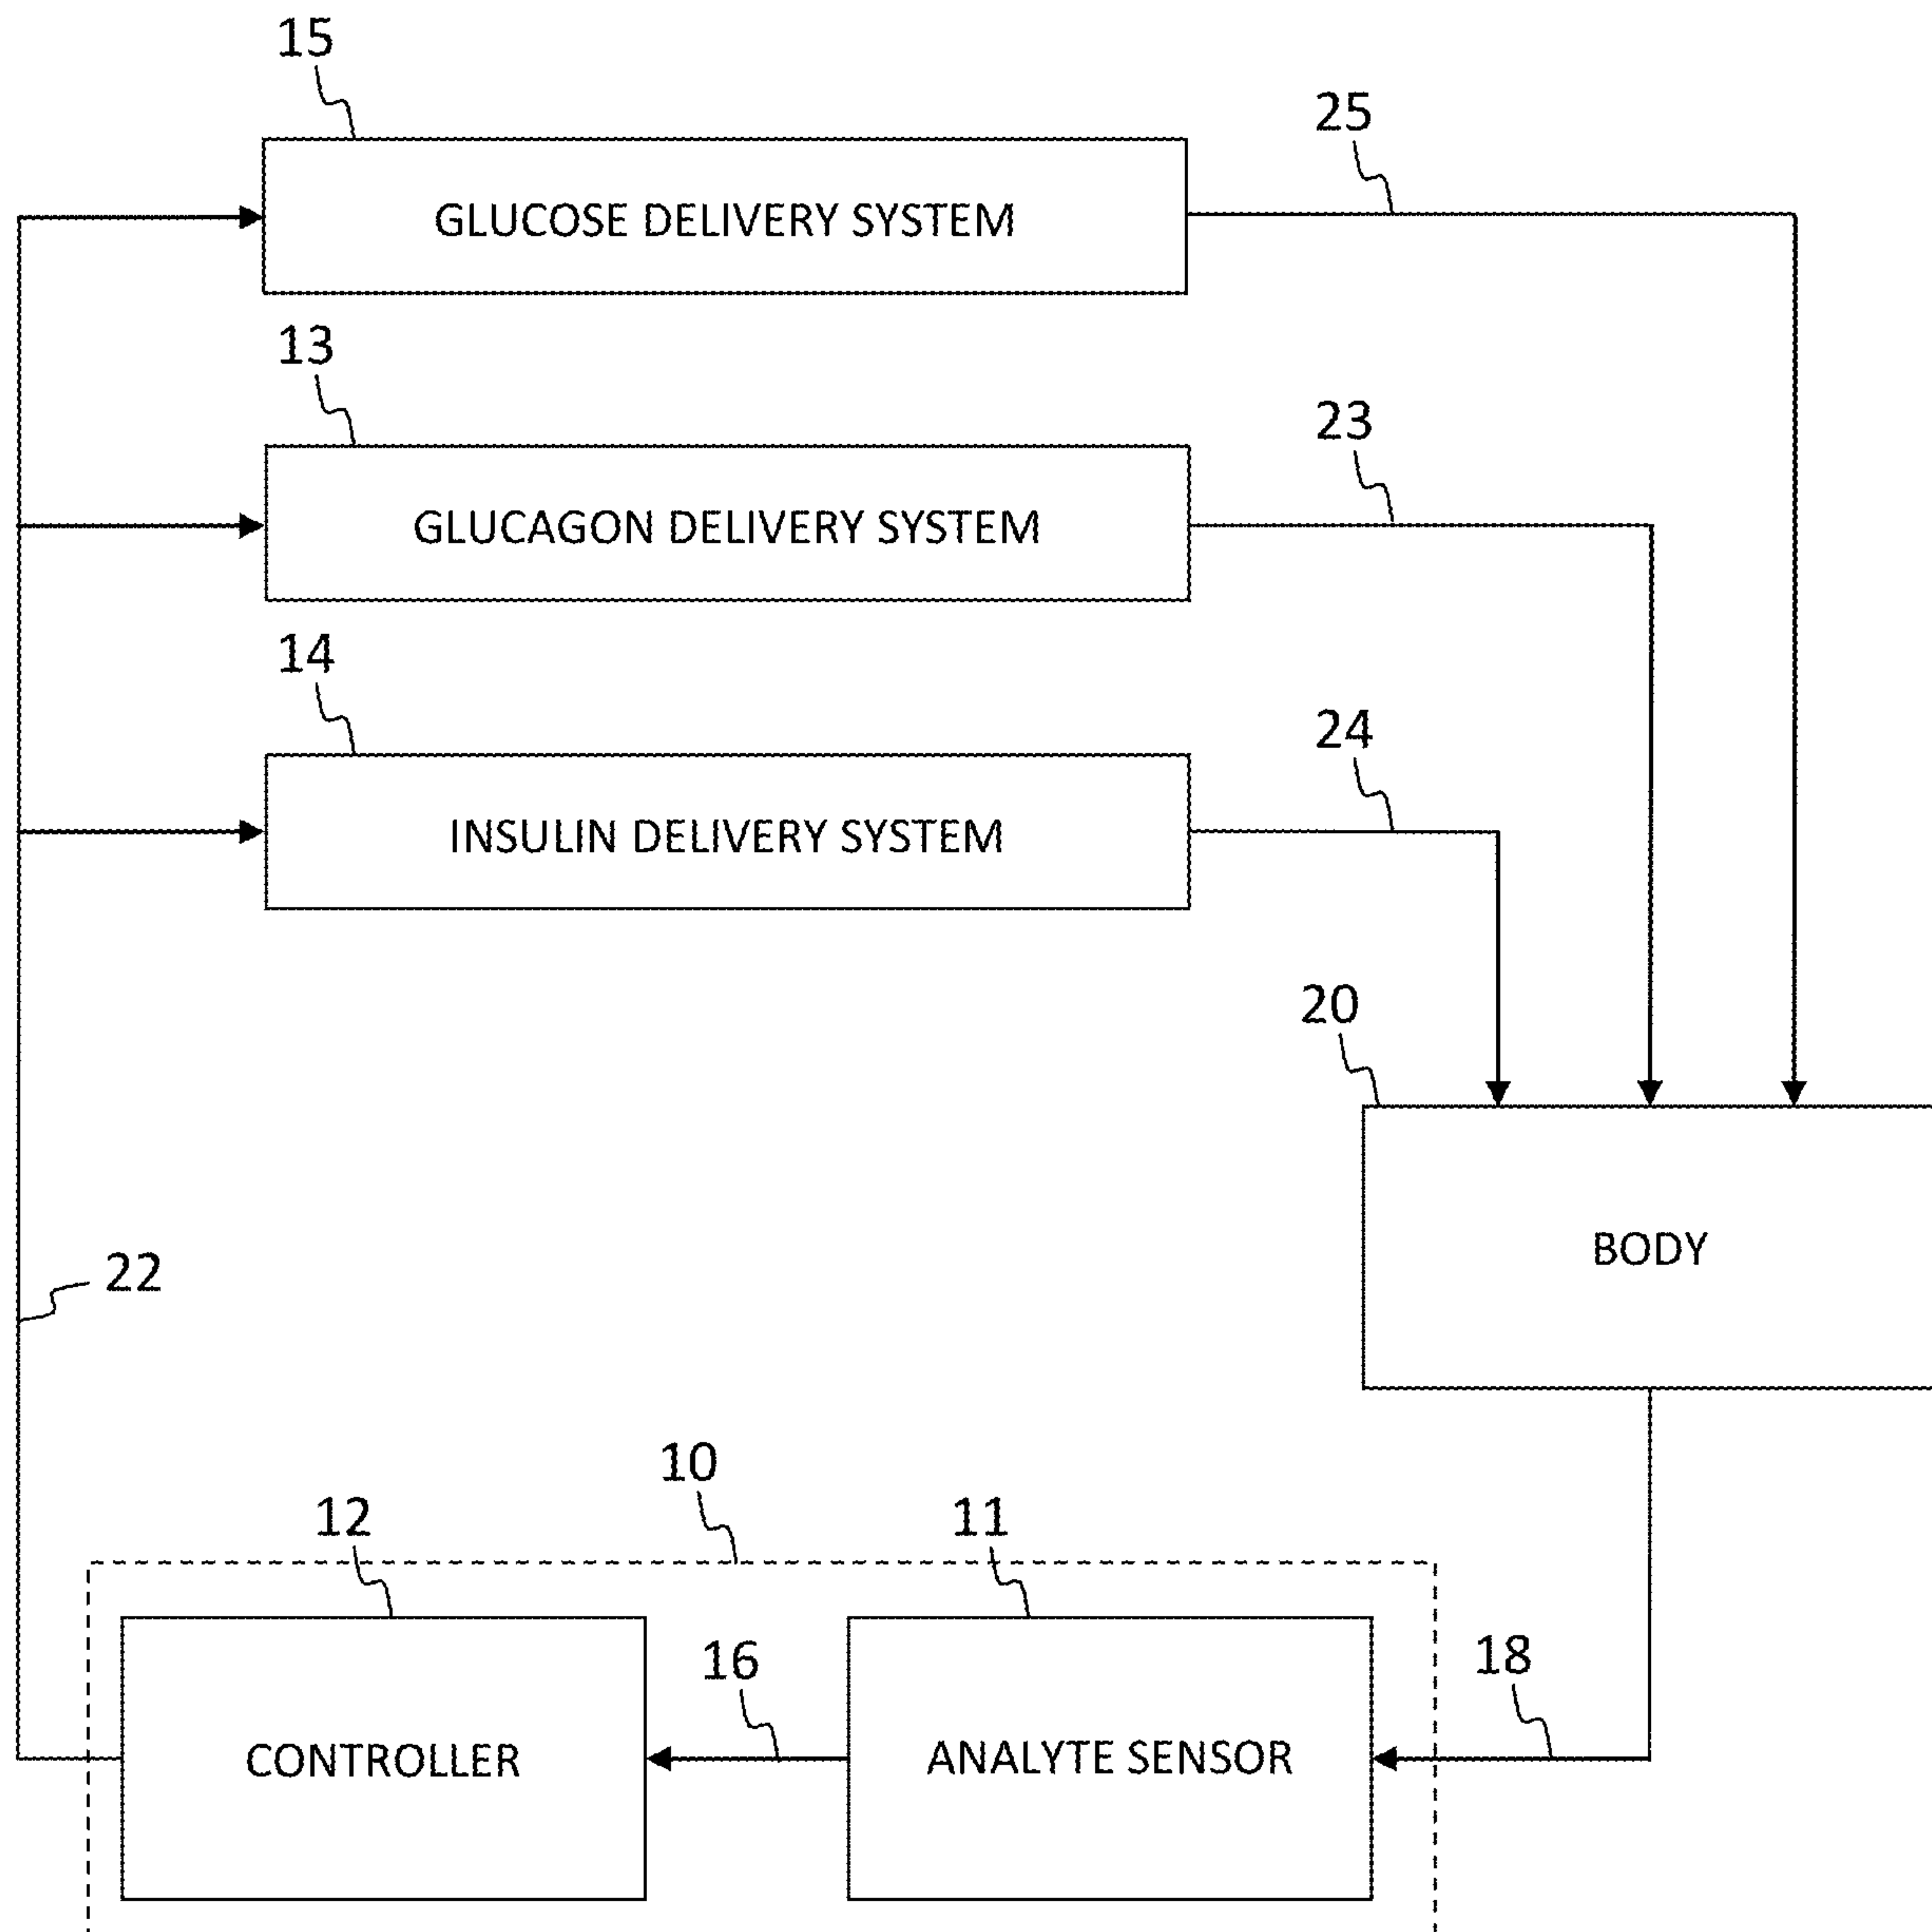 15
25
GLUCOSE DELIVERY SYSTEM
13
23
GLUCAGON DELIVERY SYSTEM
14
24
INSULIN DELIVERY SYSTEM
20
BODY
22
10
12
11
16
18
CONTROLLER
ANALYTE SENSOR